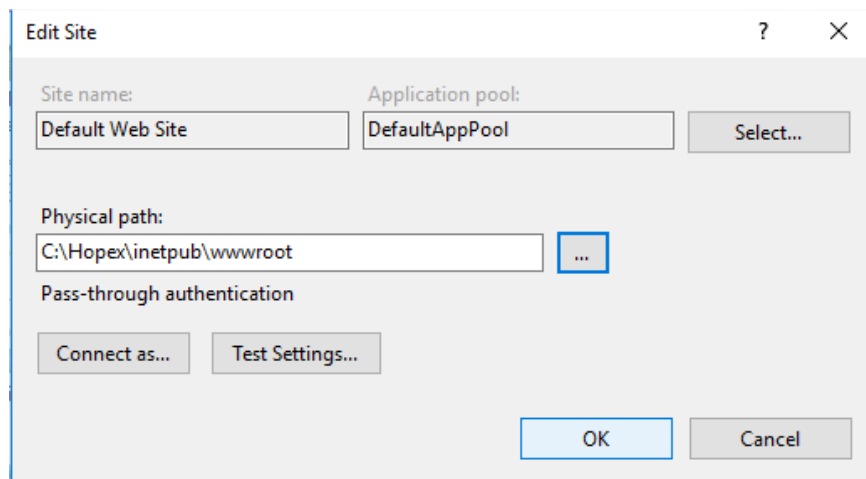 Edit Site
?
Site name:
Application pool:
Default Web Site
DefaultAppPool
Select...
Physical path:
C:\Hopex\inetpub\wwwroot
...
Pass-through authentication
Connect as...
Test Settings...
OK
Cancel